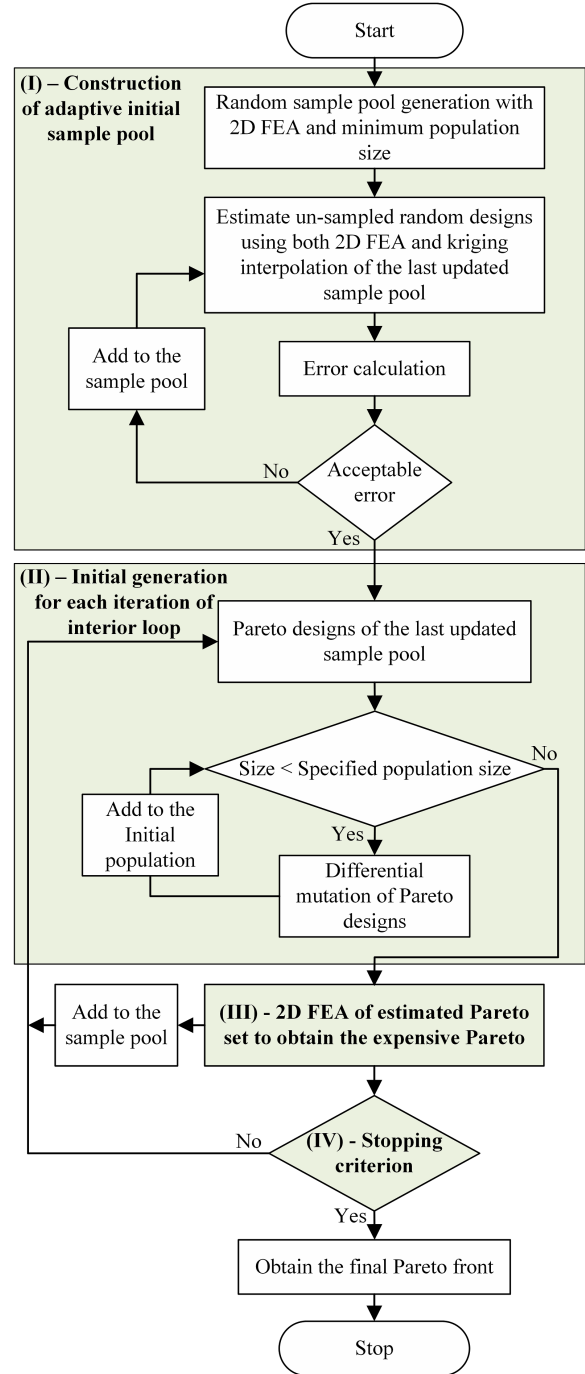 Start
(I) – Construction
of adaptive initial
sample pool
Random sample pool generation with
2D FEA and minimum population
size
Estimate un-sampled random designs
using both 2D FEA and kriging
interpolation of the last updated
sample pool
Add to the
sample pool
Error calculation
No
Acceptable
error
Yes
(II) – Initial generation
for each iteration of
interior loop
Pareto designs of the last updated
sample pool
Size < Specified population size
No
Yes
Add to the
Initial
population
Differential
mutation of Pareto
designs
Add to the
sample pool
(III) - 2D FEA of estimated Pareto
set to obtain the expensive Pareto
No
(IV) - Stopping
criterion
Yes
Obtain the final Pareto front
Stop